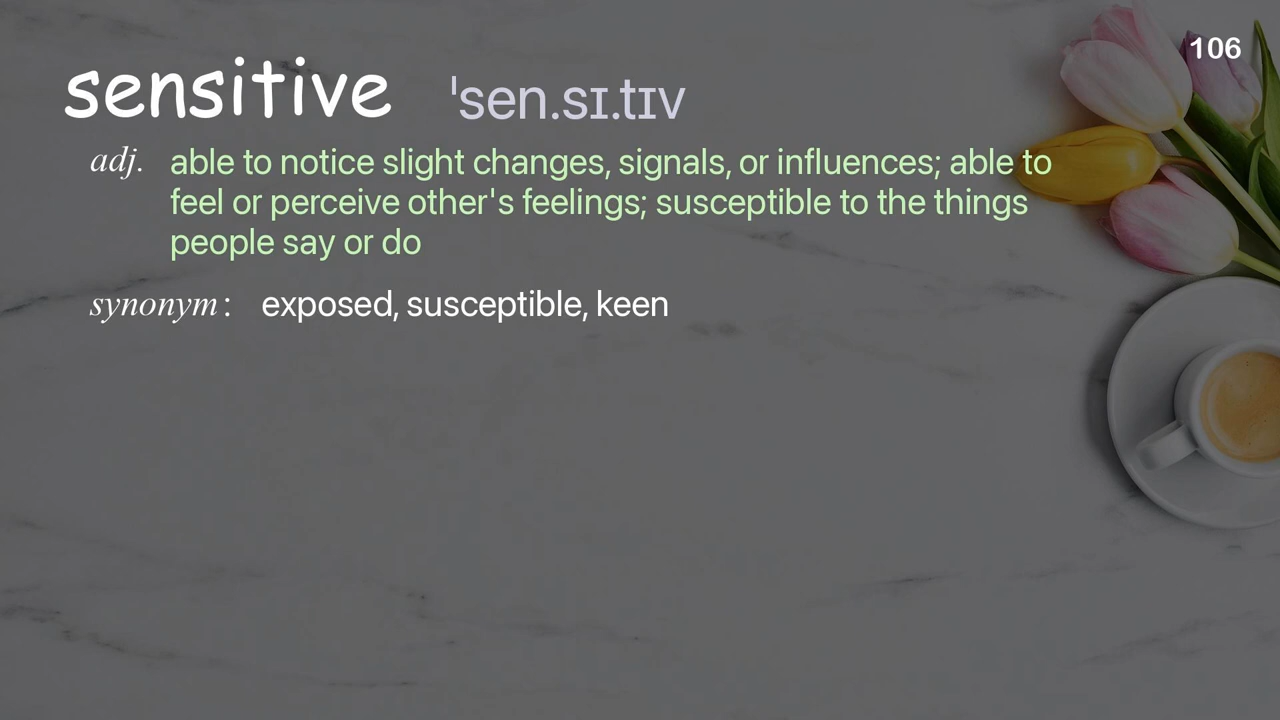 106
sensitive ˈsen.sɪ.tɪv
adj. able to notice slight changes, signals, or influences; able to
feel or perceive other's feelings; susceptible to the things
people say or do
synonym: exposed, susceptible, keen